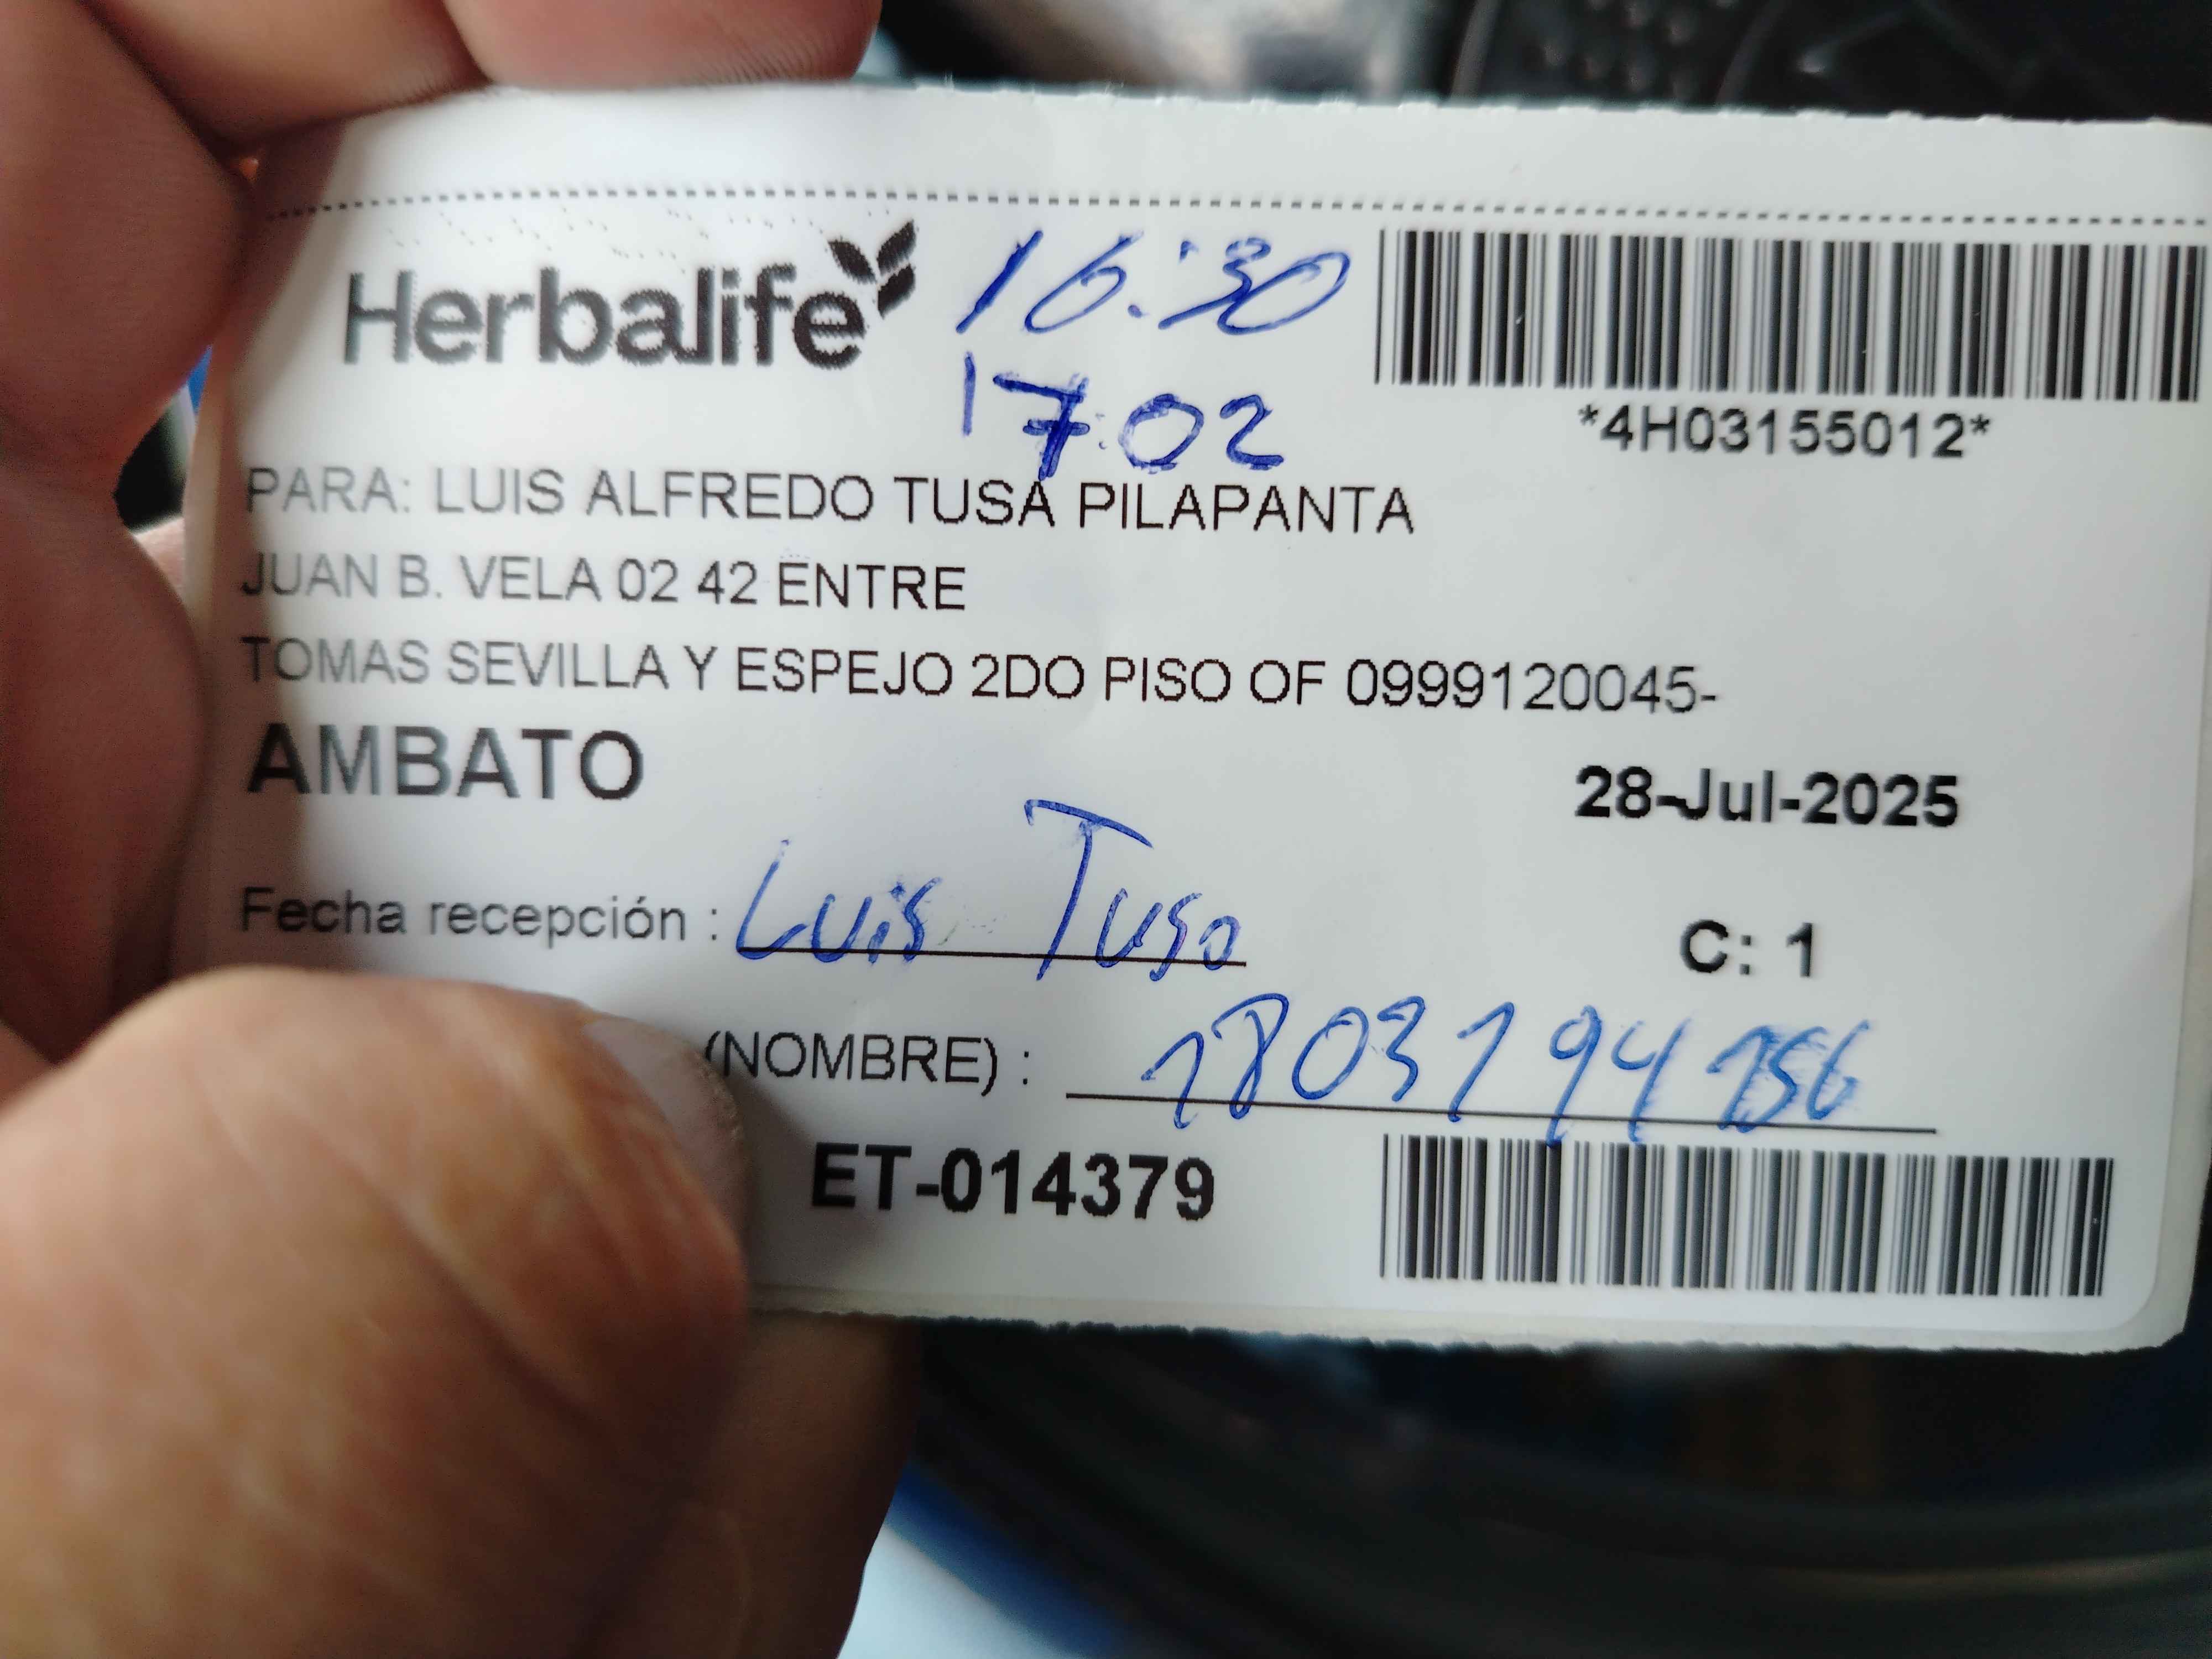 Herbalife
16:30
17:02
*4H03155012*
PARA: LUIS ALFREDO TUSA PILAPANTA
JUAN B. VELA 02 42 ENTRE
TOMAS SEVILLA Y ESPEJO 2DO PISO OF 0999120045-
AMBATO
28-Jul-2025
Fecha recepción : Luis Tusa
C: 1
(NOMBRE) :
ET-014379